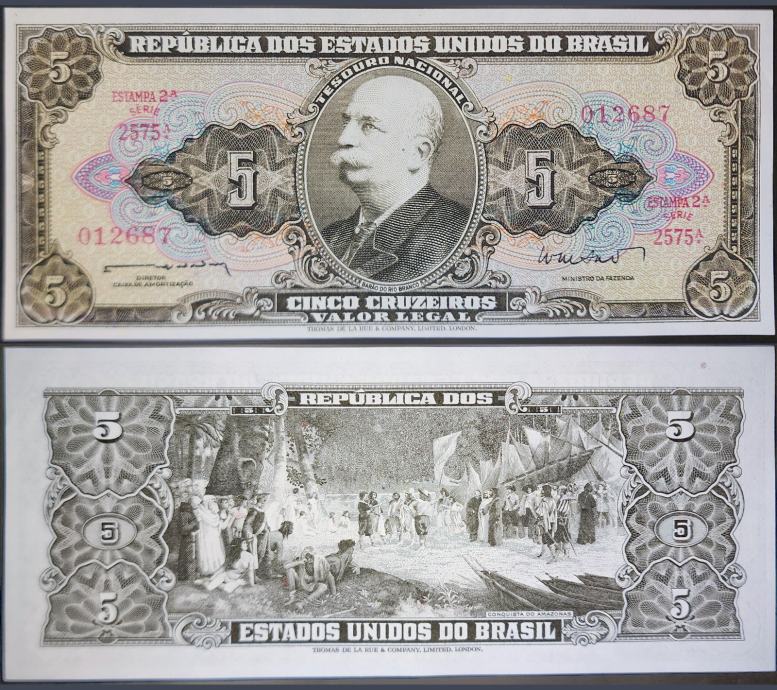 REPÚBLICA DOS ESTADOS UNIDOS DO BRASIL
5
5
TESOURO NACIONAL
ESTAMPA 2ª
SÉRIE
2575ª
012687
5
5
012687
ESTAMPA 2ª
SÉRIE
2575ª
DIRETOR
CAIXA DE AMORTIZAÇÃO
BARÃO DO RIO BRANCO
MINISTRO DA FAZENDA
5
5
CINCO CRUZEIROS
VALOR LEGAL
THOMAS DE LA RUE & COMPANY, LIMITED, LONDON.
REPÚBLICA DOS
5
5
5
5
5
5
5
5
CONQUISTA DO AMAZONAS
ESTADOS UNIDOS DO BRASIL
THOMAS DE LA RUE & COMPANY, LIMITED, LONDON.